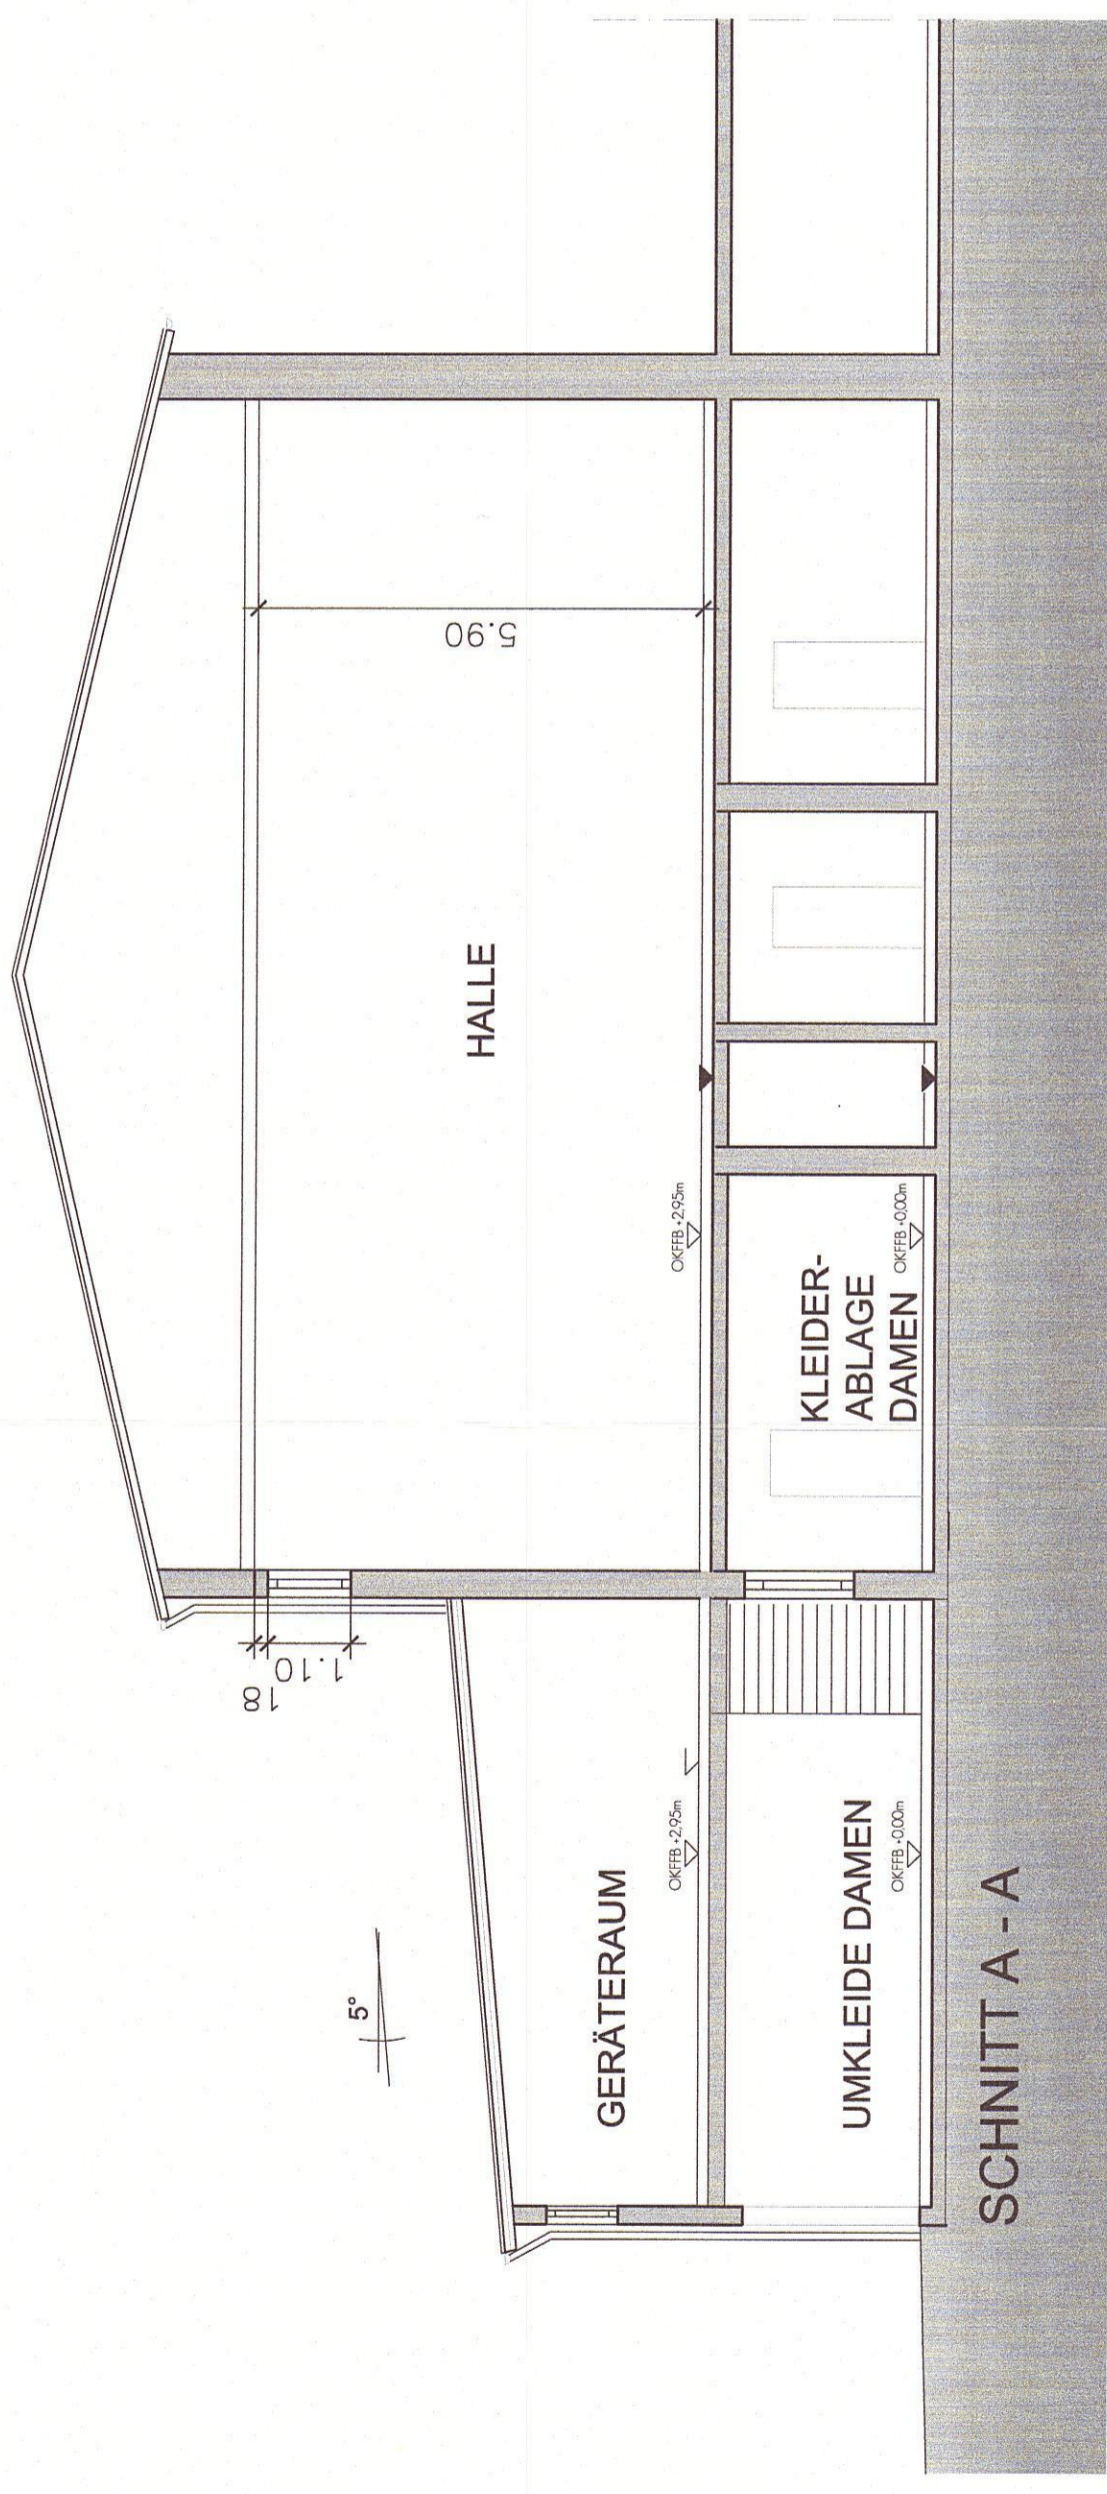 5°
18
1.10
HALLE
5.90
GERÄTERAUM
OKFFB +2,95m
OKFFB +2,95m
UMKLEIDE DAMEN
OKFFB +0,00m
KLEIDER-
ABLAGE
DAMEN
OKFFB +0,00m
SCHNITT A - A